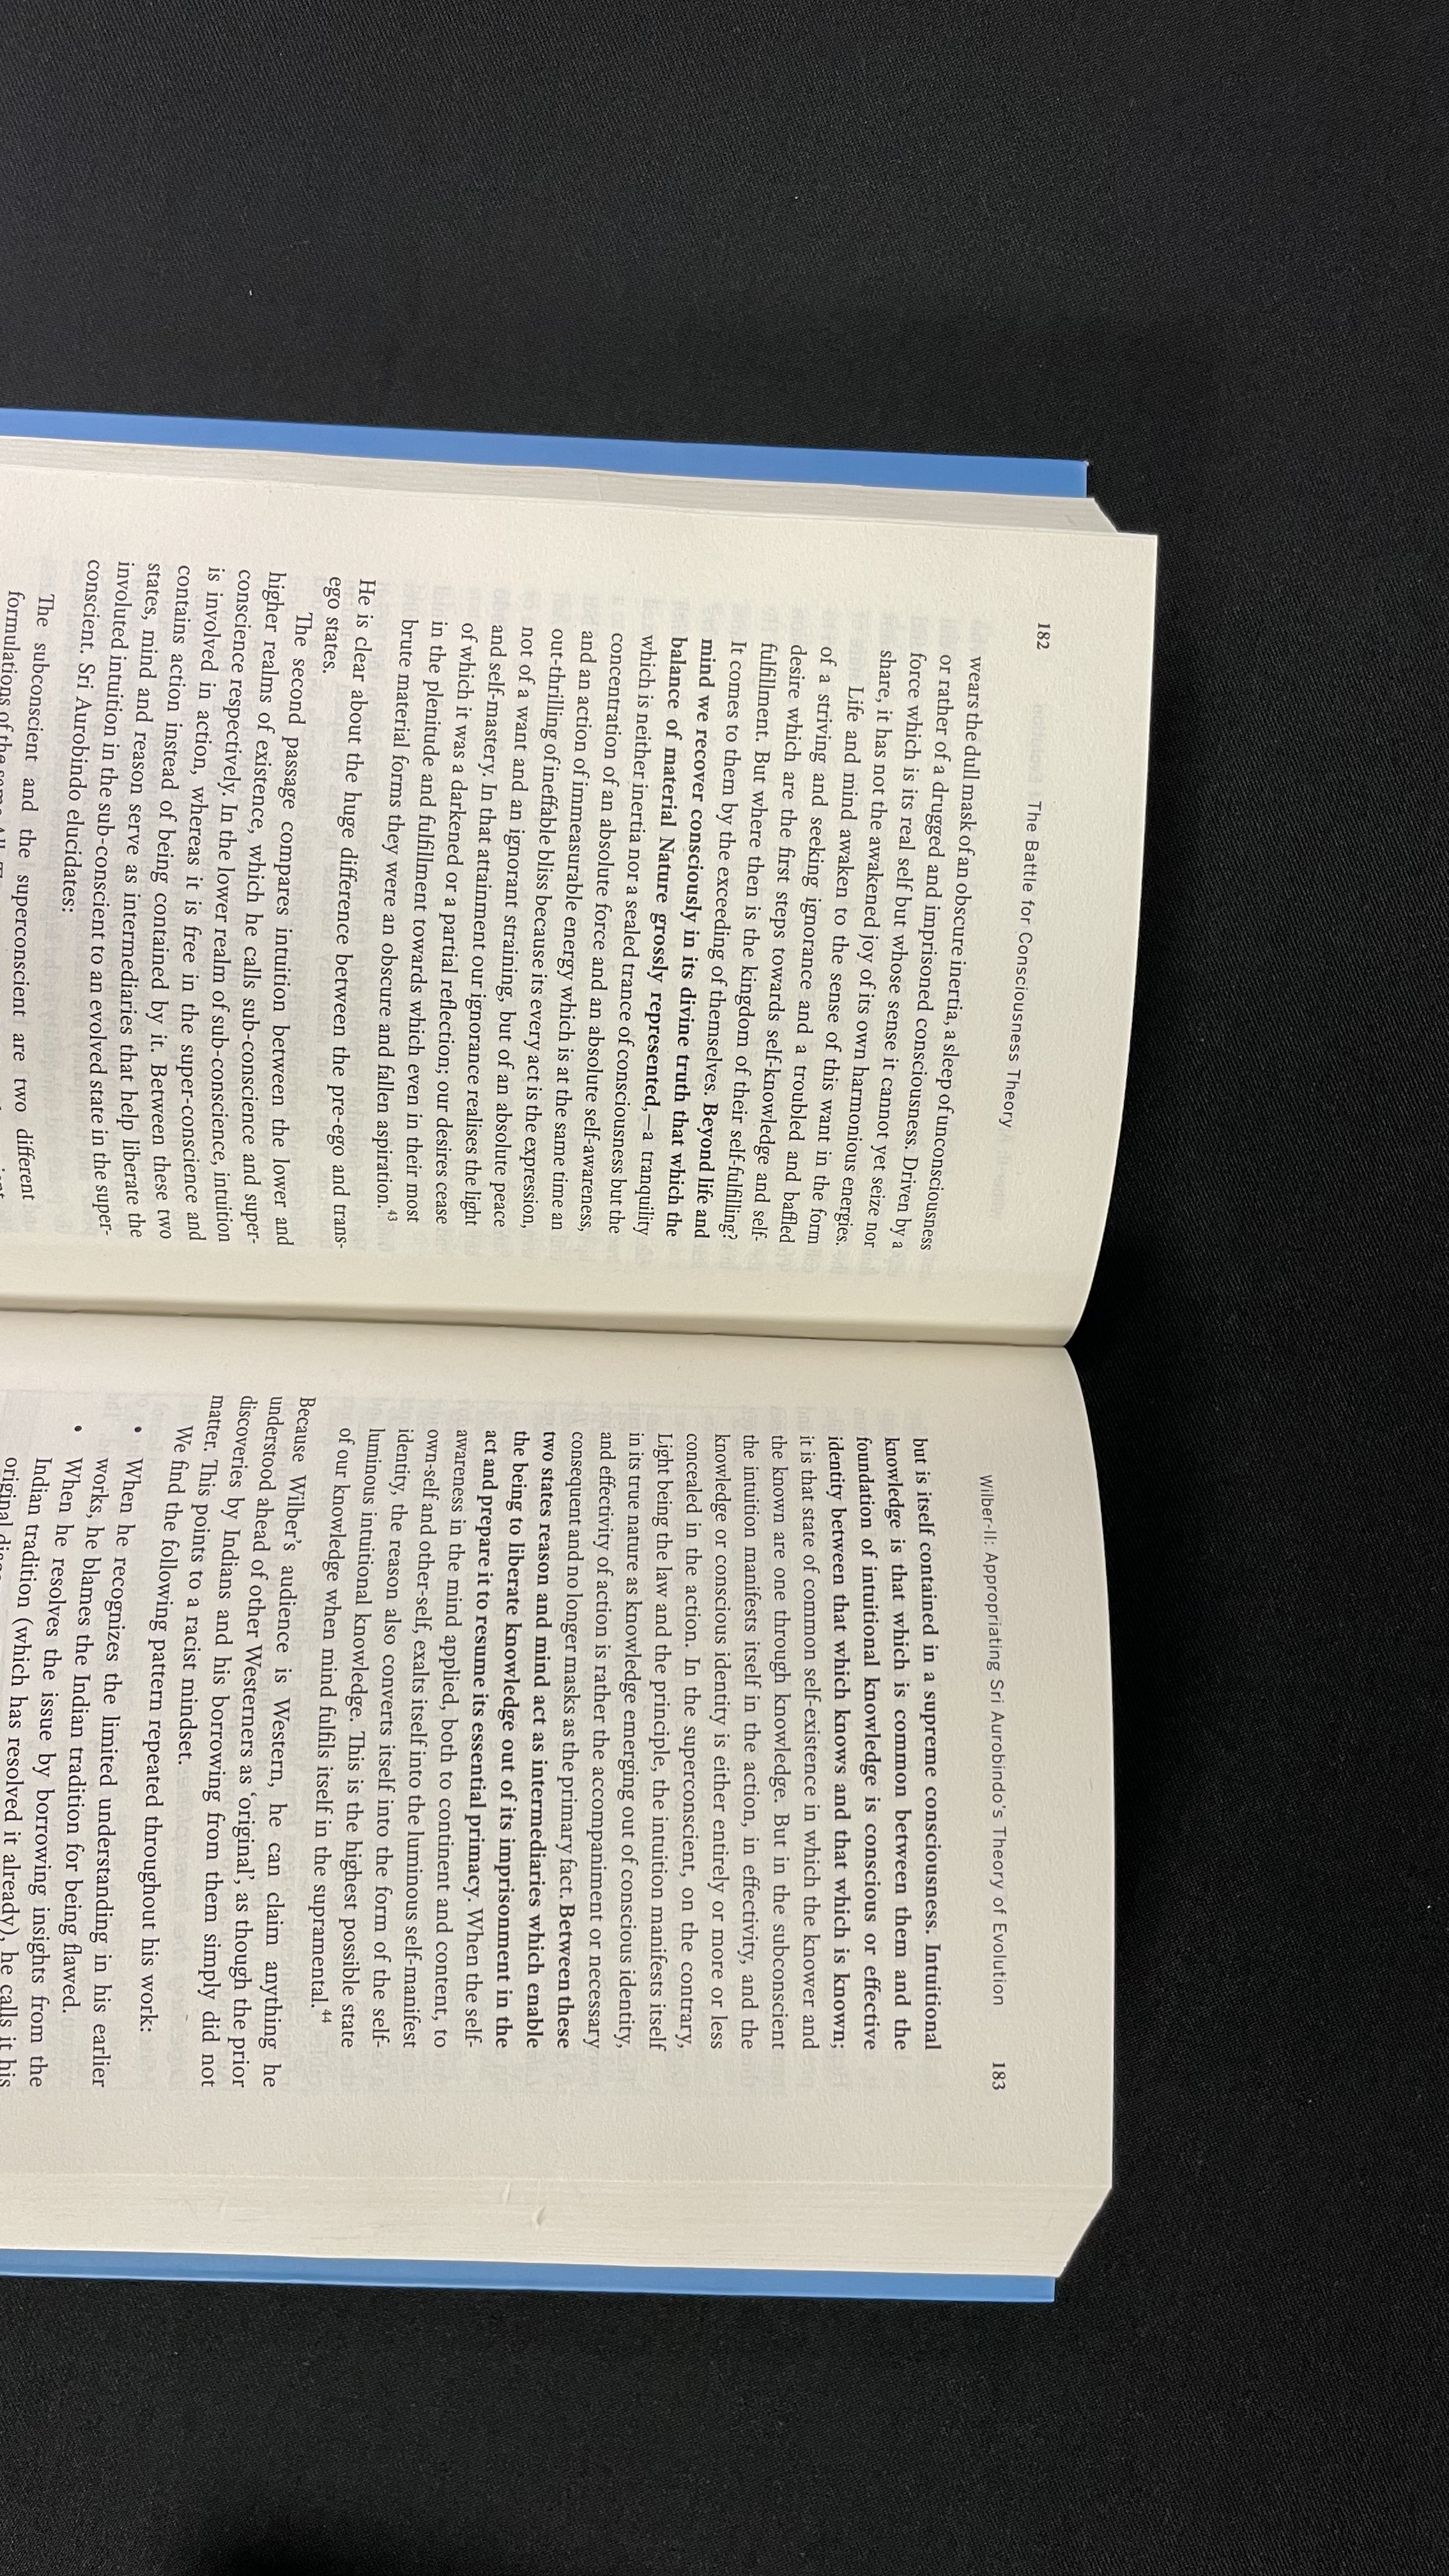 182 The Battle for Consciousness Theory
wears the dull mask of an obscure inertia, a sleep of unconsciousness
or rather of a drugged and imprisoned consciousness. Driven by a
force which is its real self but whose sense it cannot yet seize nor
share, it has not the awakened joy of its own harmonious energies.
Life and mind awaken to the sense of this want in the form
of a striving and seeking ignorance and a troubled and baffled
desire which are the first steps towards self-knowledge and self-
fulfillment. But where then is the kingdom of their self-fulfilling?
It comes to them by the exceeding of themselves. Beyond life and
mind we recover consciously in its divine truth that which the
balance of material Nature grossly represented,—a tranquility
which is neither inertia nor a sealed trance of consciousness but the
concentration of an absolute force and an absolute self-awareness,
and an action of immeasurable energy which is at the same time an
out-thrilling of ineffable bliss because its every act is the expression,
not of a want and an ignorant straining, but of an absolute peace
and self-mastery. In that attainment our ignorance realises the light
of which it was a darkened or a partial reflection; our desires cease
in the plenitude and fulfillment towards which even in their most
brute material forms they were an obscure and fallen aspiration.43
He is clear about the huge difference between the pre-ego and trans-
ego states.
The second passage compares intuition between the lower and
higher realms of existence, which he calls sub-conscience and super-
conscience respectively. In the lower realm of sub-conscience, intuition
is involved in action, whereas it is free in the super-conscience and
contains action instead of being contained by it. Between these two
states, mind and reason serve as intermediaries that help liberate the
involuted intuition in the sub-conscient to an evolved state in the super-
conscient. Sri Aurobindo elucidates:
The subconscient and the superconscient are two different
formulations of the same
Wilber-II: Appropriating Sri Aurobindo's Theory of Evolution 183
but is itself contained in a supreme consciousness. Intuitional
knowledge is that which is common between them and the
foundation of intuitional knowledge is conscious or effective
identity between that which knows and that which is known;
it is that state of common self-existence in which the knower and
the known are one through knowledge. But in the subconscient
the intuition manifests itself in the action, in effectivity, and the
knowledge or conscious identity is either entirely or more or less
concealed in the action. In the superconscient, on the contrary,
Light being the law and the principle, the intuition manifests itself
in its true nature as knowledge emerging out of conscious identity,
and effectivity of action is rather the accompaniment or necessary
consequent and no longer masks as the primary fact. Between these
two states reason and mind act as intermediaries which enable
the being to liberate knowledge out of its imprisonment in the
act and prepare it to resume its essential primacy. When the self-
awareness in the mind applied, both to continent and content, to
own-self and other-self, exalts itself into the luminous self-manifest
identity, the reason also converts itself into the form of the self-
luminous intuitional knowledge. This is the highest possible state
of our knowledge when mind fulfils itself in the supramental.44
Because Wilber's audience is Western, he can claim anything he
understood ahead of other Westerners as 'original', as though the prior
discoveries by Indians and his borrowing from them simply did not
matter. This points to a racist mindset.
We find the following pattern repeated throughout his work:
• When he recognizes the limited understanding in his earlier
works, he blames the Indian tradition for being flawed.
• When he resolves the issue by borrowing insights from the
Indian tradition (which has resolved it already), he calls it his
original